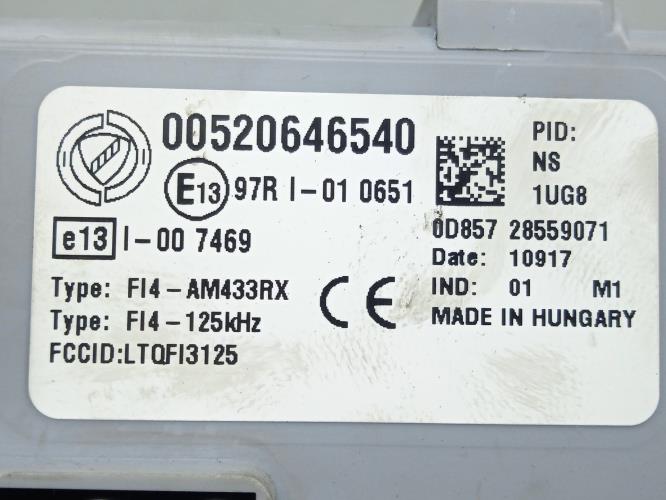 00520646540
E13 97R I-01 0651
e13 I-00 7469
Type: FI4-AM433RX
Type: FI4-125kHz
FCCID:LTQFI3125
CE
PID:
NS
1UG8
0D857 28559071
Date: 10917
IND: 01 M1
MADE IN HUNGARY